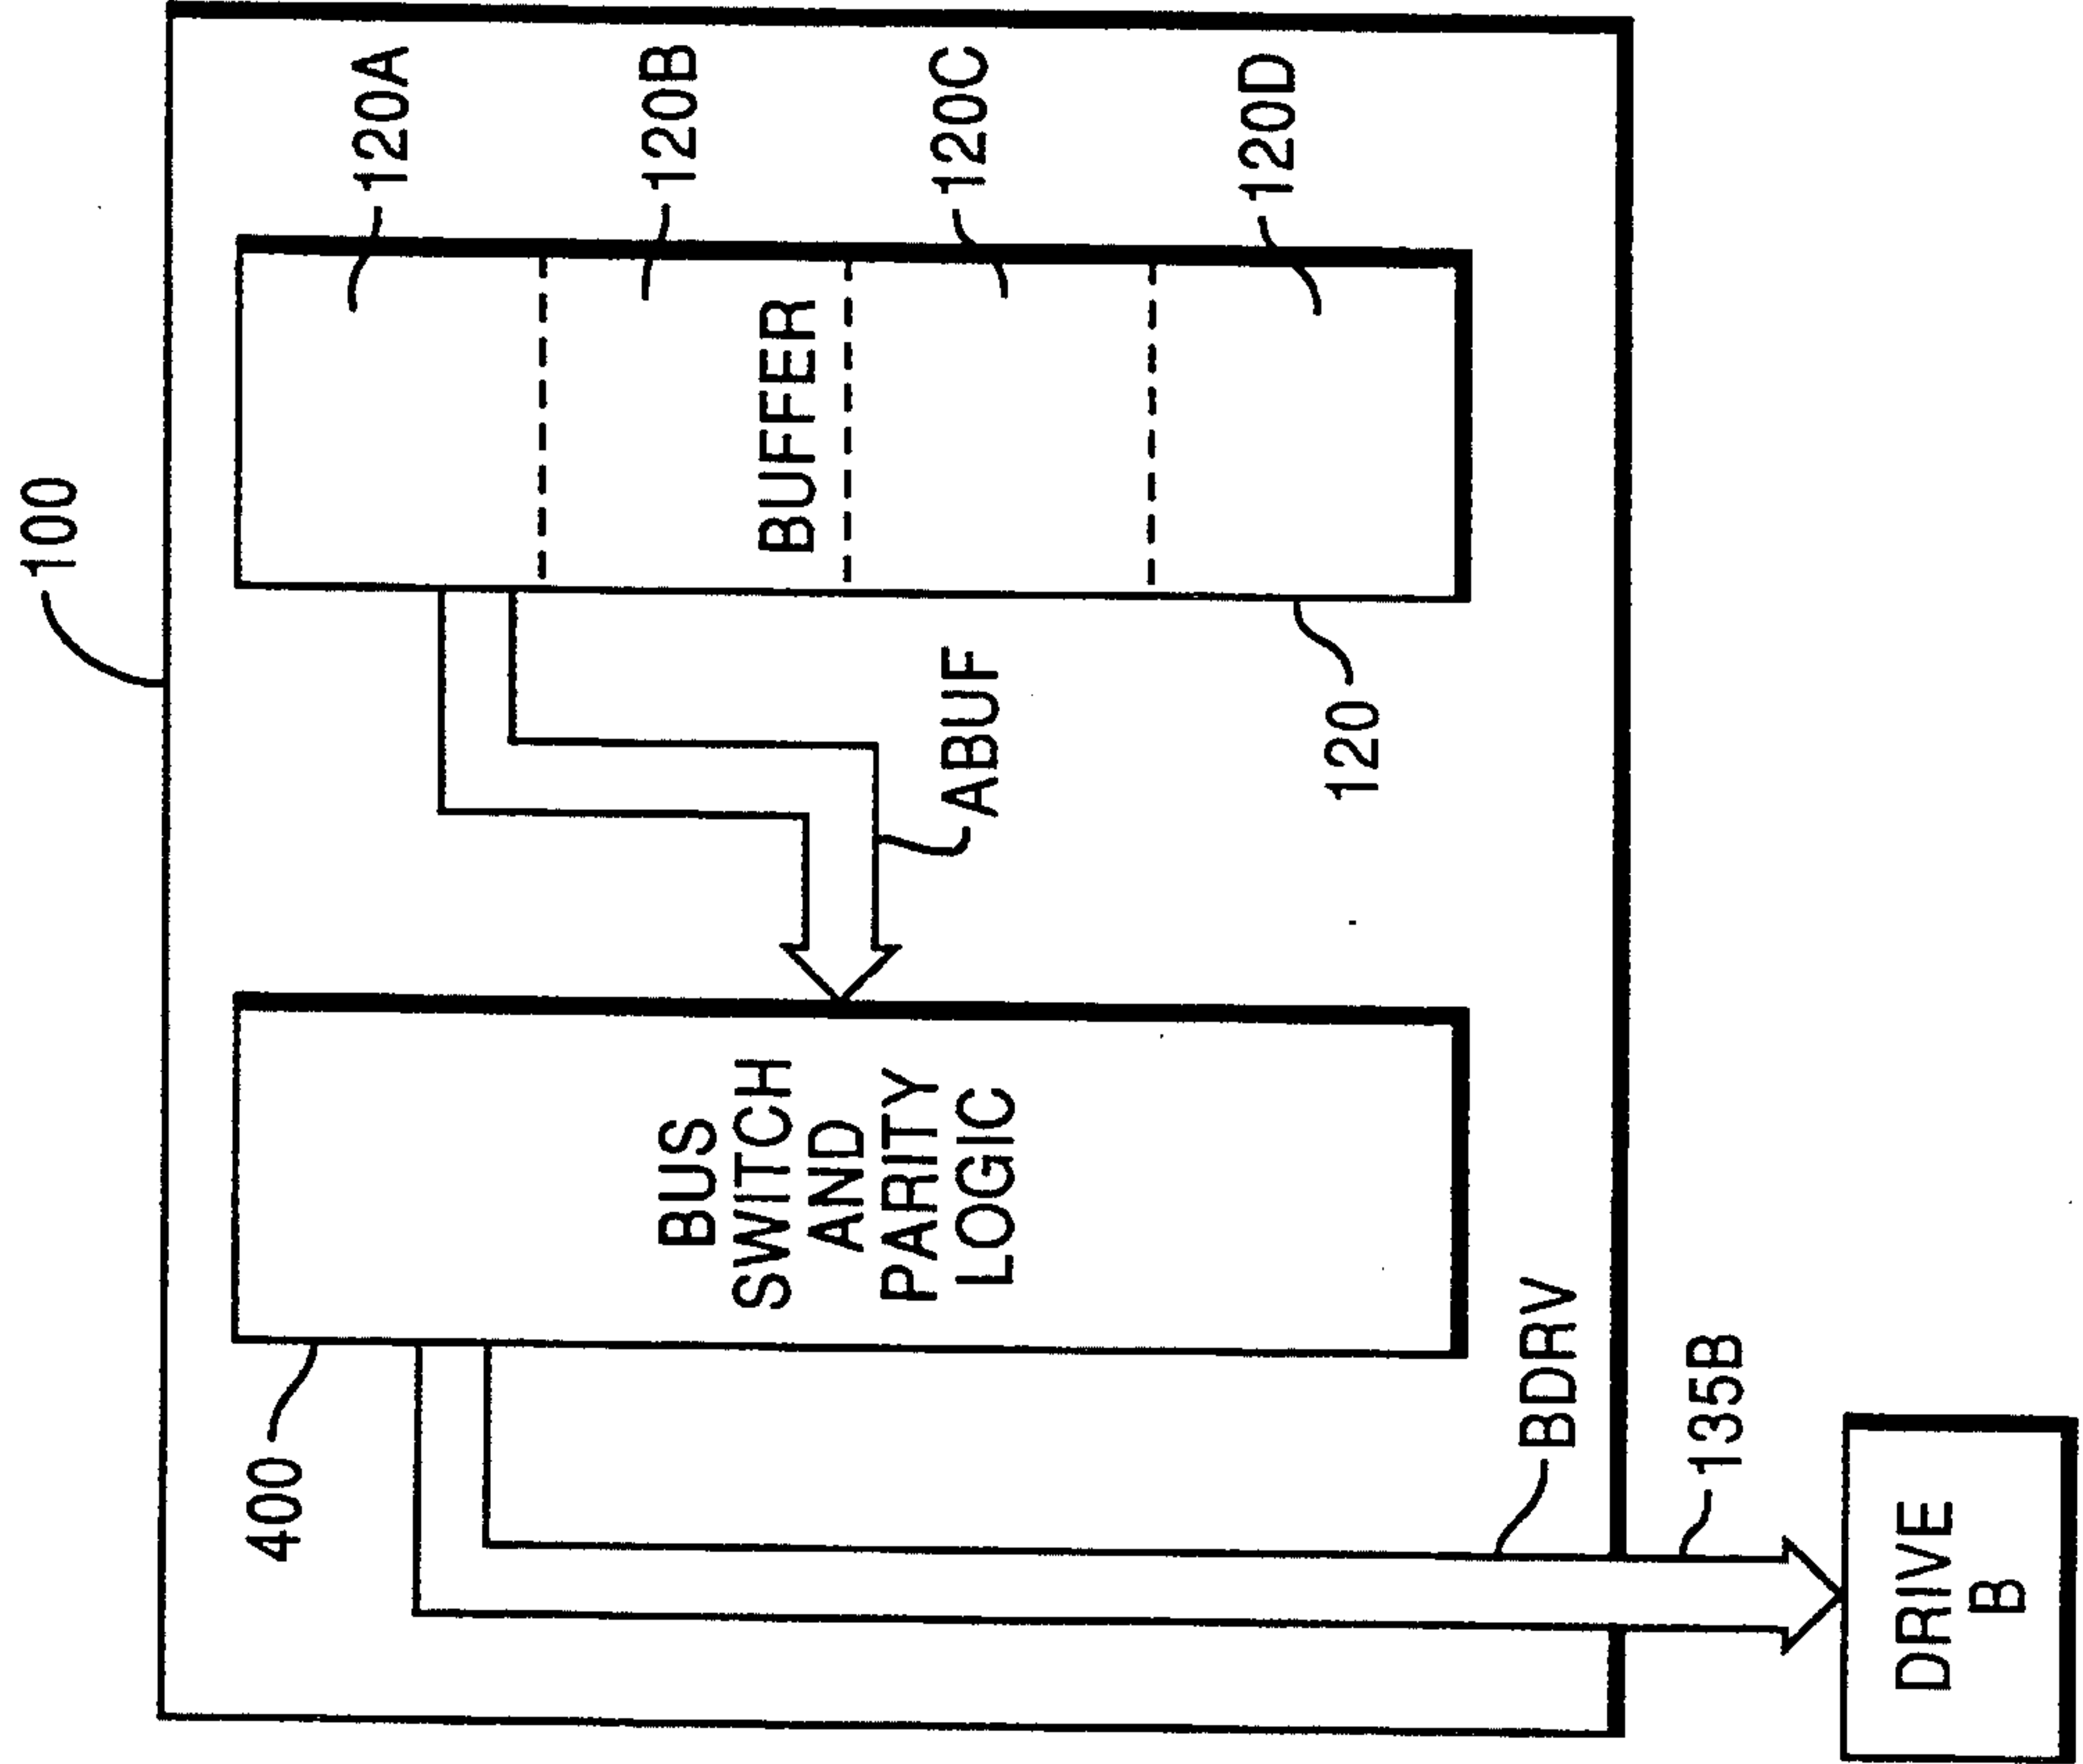 100
120A
120B
120C
120D
BUFFER
120
ABUF
BUS
SWITCH
AND
PARITY
LOGIC
400
BDRV
135B
DRIVE
B